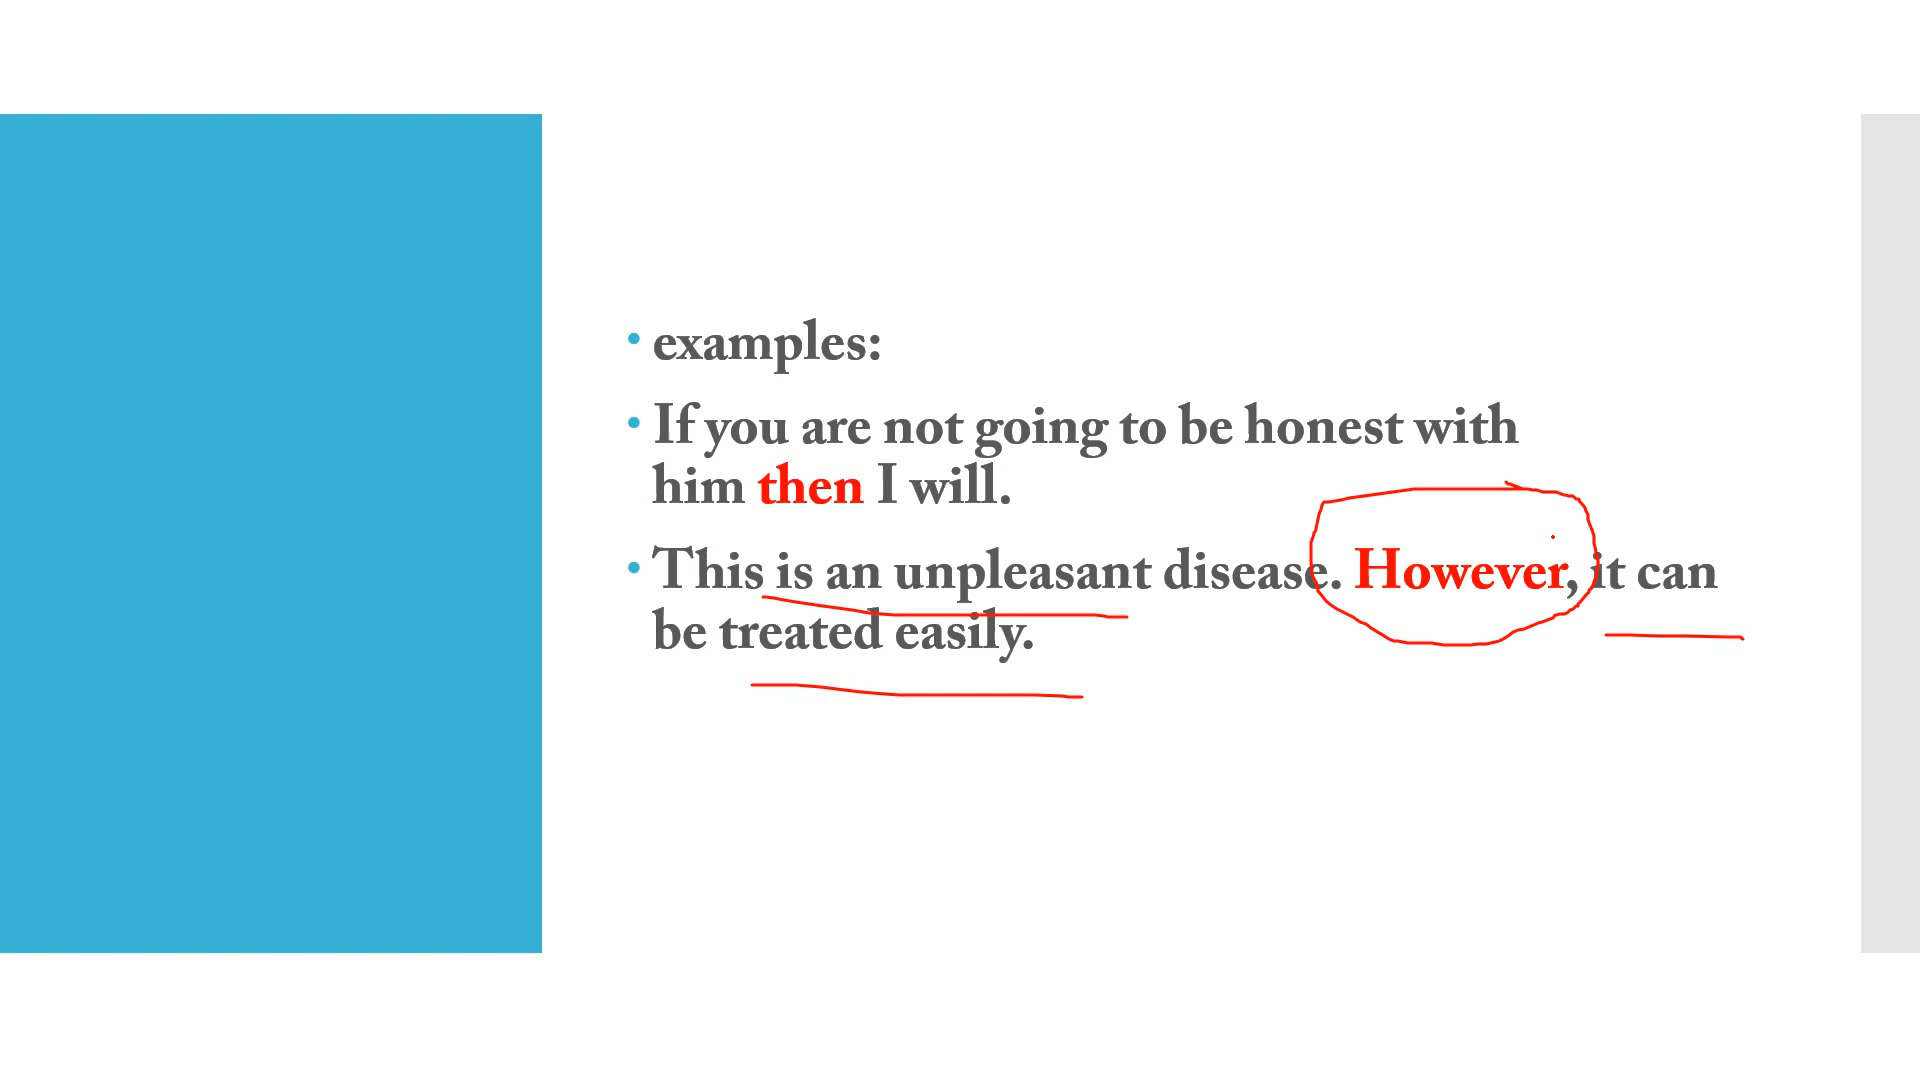 • examples:
• If you are not going to be honest with
him then I will.
• This is an unpleasant disease. However, it can
be treated easily.